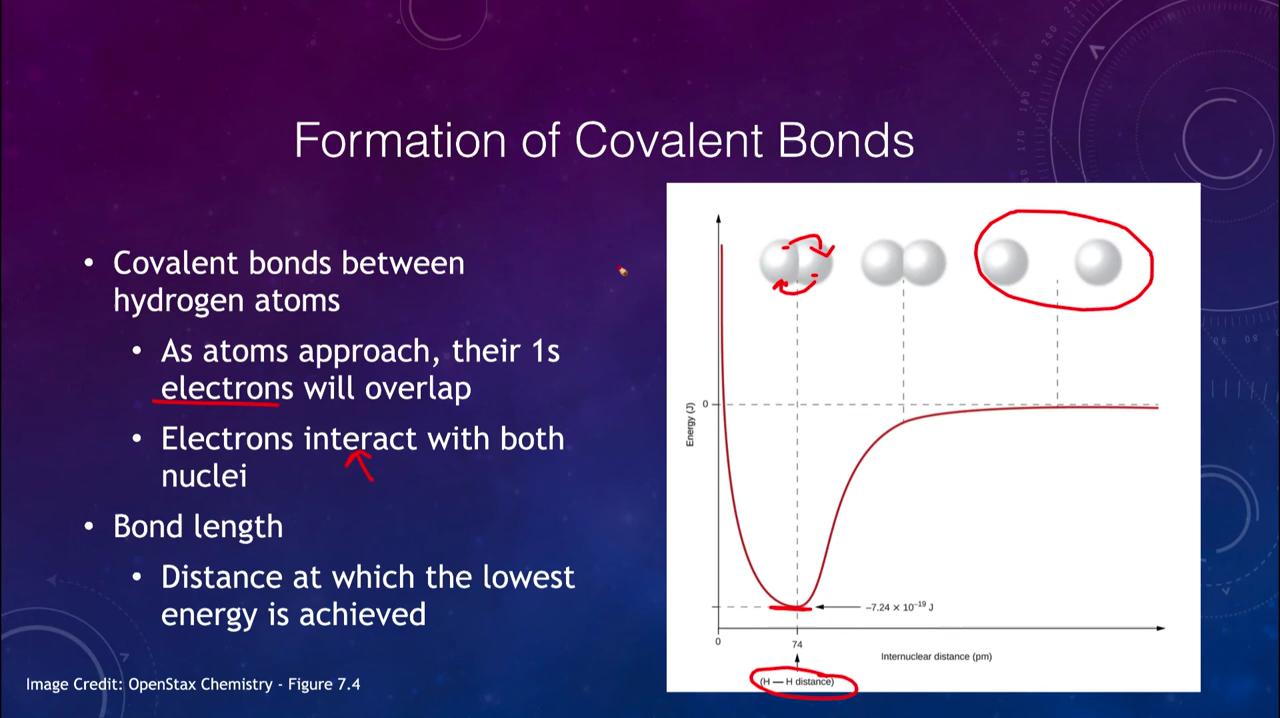 Formation of Covalent Bonds
• Covalent bonds between
hydrogen atoms
• As atoms approach, their 1s
electrons will overlap
• Electrons interact with both
nuclei
• Bond length
• Distance at which the lowest
energy is achieved
Image Credit: OpenStax Chemistry - Figure 7.4
Energy (J)
0
−7.24 × 10⁻¹⁹ J
0
74
Internuclear distance (pm)
(H — H distance)